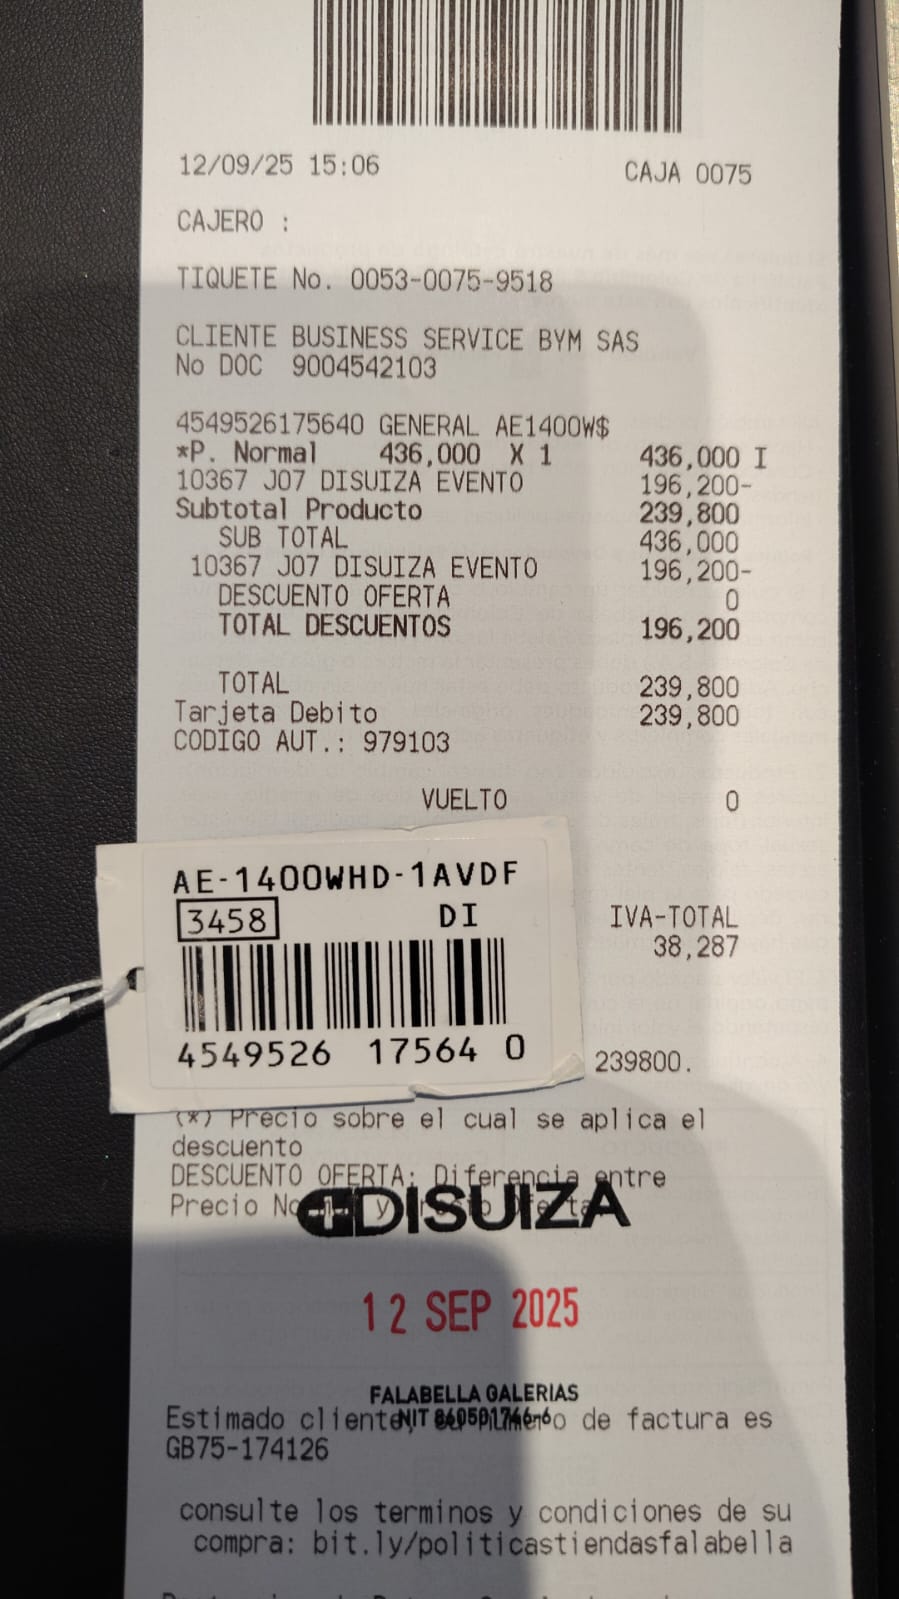 12/09/25 15:06 CAJA 0075
CAJERO :
TIQUETE No. 0053-0075-9518
CLIENTE BUSINESS SERVICE BYM SAS
No DOC 9004542103
4549526175640 GENERAL AE1400W$
*P. Normal 436,000 X 1 436,000 I
10367 J07 DISUIZA EVENTO 196,200-
Subtotal Producto 239,800
SUB TOTAL 436,000
10367 J07 DISUIZA EVENTO 196,200-
DESCUENTO OFERTA 0
TOTAL DESCUENTOS 196,200
TOTAL 239,800
Tarjeta Debito 239,800
CODIGO AUT.: 979103
VUELTO 0
AE-1400WHD-1AVDF
3458 DI
4549526 17564 0
IVA-TOTAL
38,287
239800.
(*) Precio sobre el cual se aplica el
descuento
DESCUENTO OFERTA: Diferencia entre
Precio Normal y Precio Oferta
DISUIZA
12 SEP 2025
FALABELLA GALERIAS
NIT
Estimado cliente, su numero de factura es
GB75-174126
consulte los terminos y condiciones de su
compra: bit.ly/politicastiendasfalabella